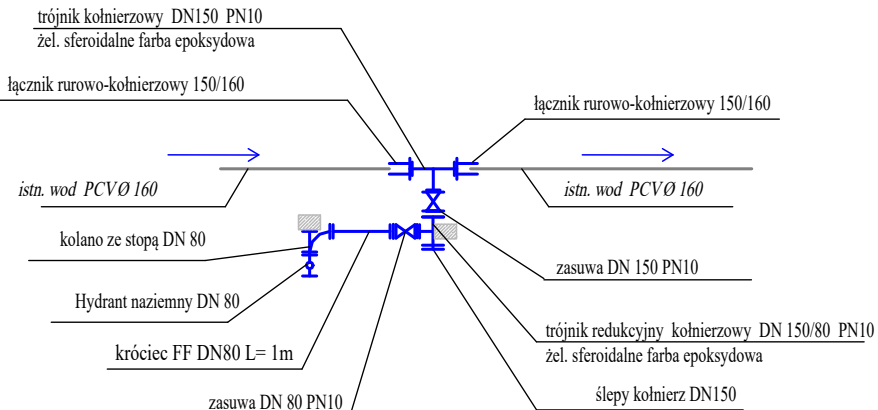 trójnik kołnierzowy DN150 PN10
żel. sferoidalne farba epoksydowa
łącznik rurowo-kołnierzowy 150/160
łącznik rurowo-kołnierzowy 150/160
istn. wod PCVØ 160
istn. wod PCVØ 160
kolano ze stopą DN 80
zasuwa DN 150 PN10
Hydrant naziemny DN 80
trójnik redukcyjny kołnierzowy DN 150/80 PN10
żel. sferoidalne farba epoksydowa
króciec FF DN80 L= 1m
ślepy kołnierz DN150
zasuwa DN 80 PN10